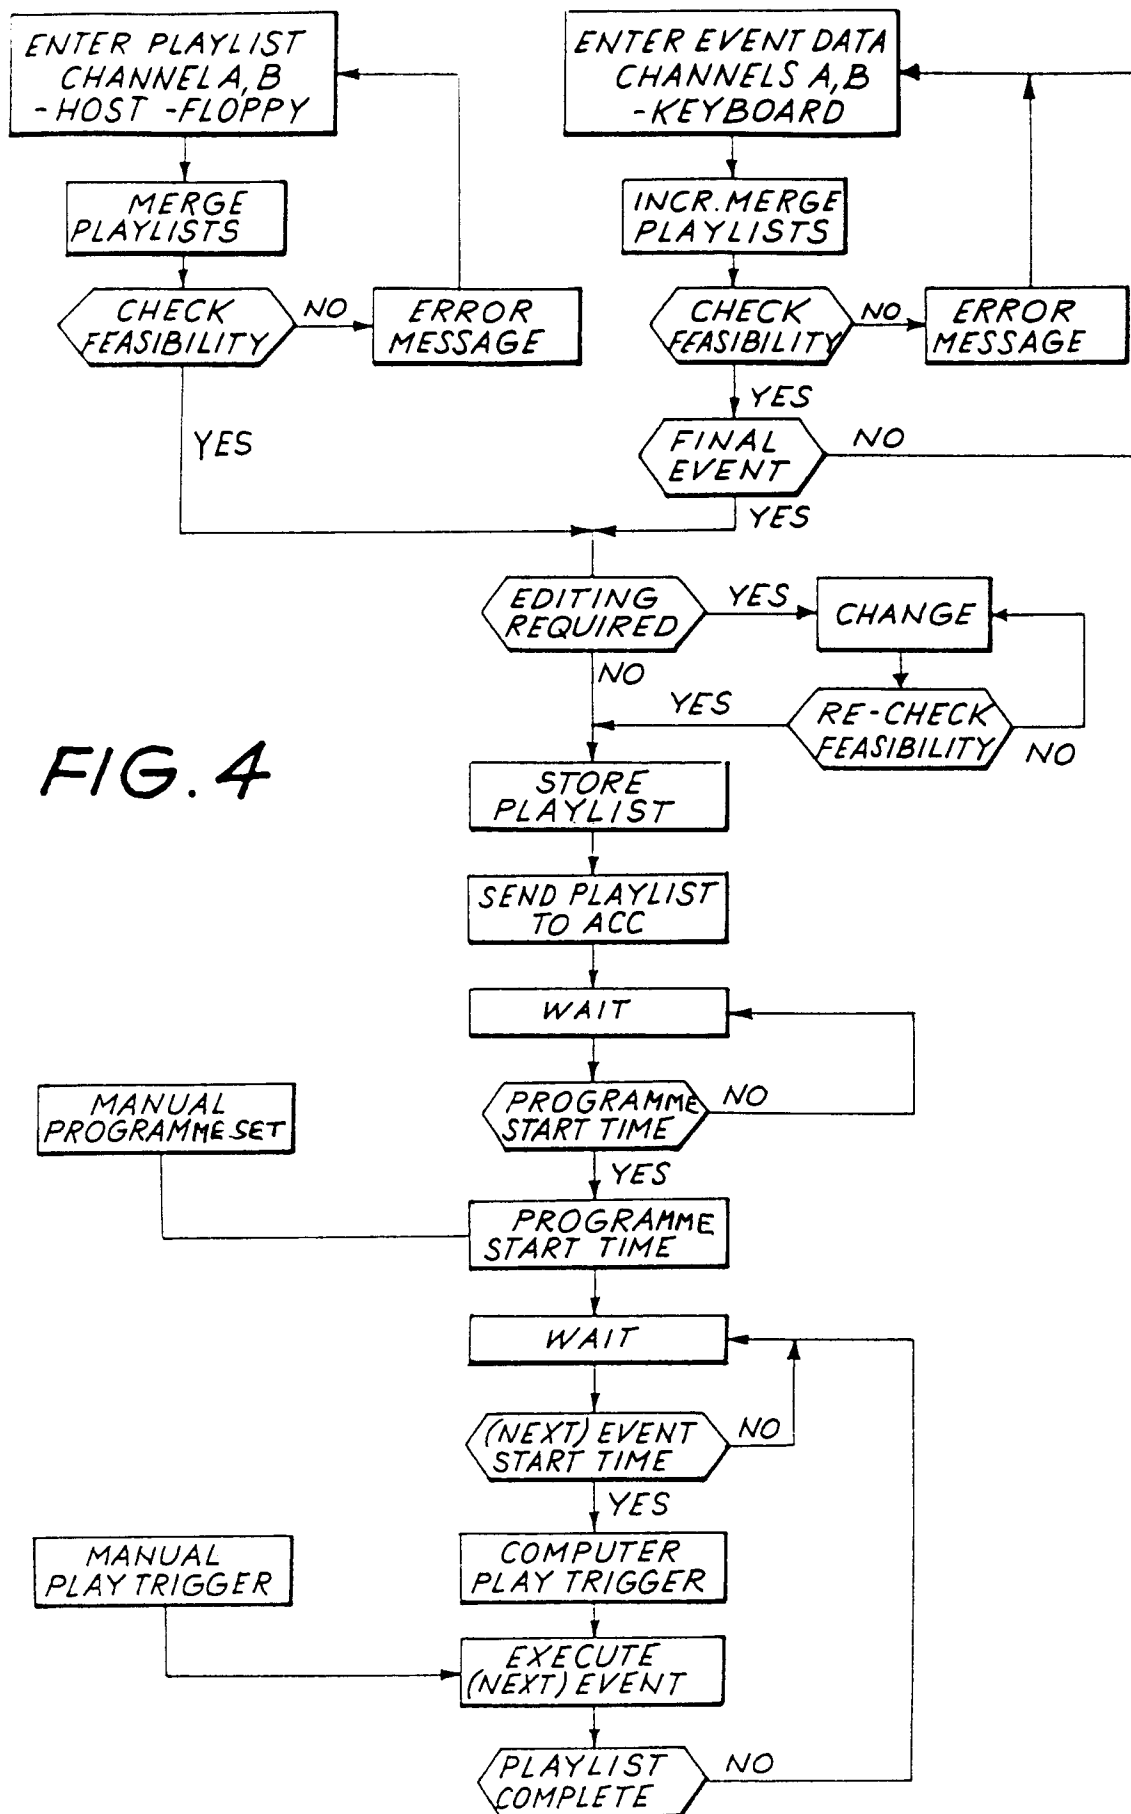 ENTER PLAYLIST
CHANNEL A, B
- HOST - FLOPPY
MERGE
PLAYLISTS
CHECK
FEASIBILITY
NO
ERROR
MESSAGE
YES
ENTER EVENT DATA
CHANNELS A, B
- KEYBOARD
INCR. MERGE
PLAYLISTS
CHECK
FEASIBILITY
NO
ERROR
MESSAGE
YES
FINAL
EVENT
NO
YES
EDITING
REQUIRED
YES
CHANGE
NO
YES
RE-CHECK
FEASIBILITY
NO
FIG. 4
STORE
PLAYLIST
SEND PLAYLIST
TO ACC
WAIT
PROGRAMME
START TIME
NO
MANUAL
PROGRAMME SET
YES
PROGRAMME
START TIME
WAIT
(NEXT) EVENT
START TIME
NO
YES
MANUAL
PLAY TRIGGER
COMPUTER
PLAY TRIGGER
EXECUTE
(NEXT) EVENT
PLAYLIST
COMPLETE
NO